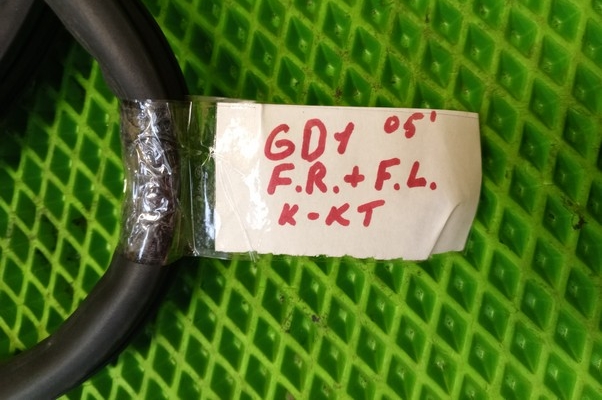 GD1 05'
F.R.+F.L.
K-KT